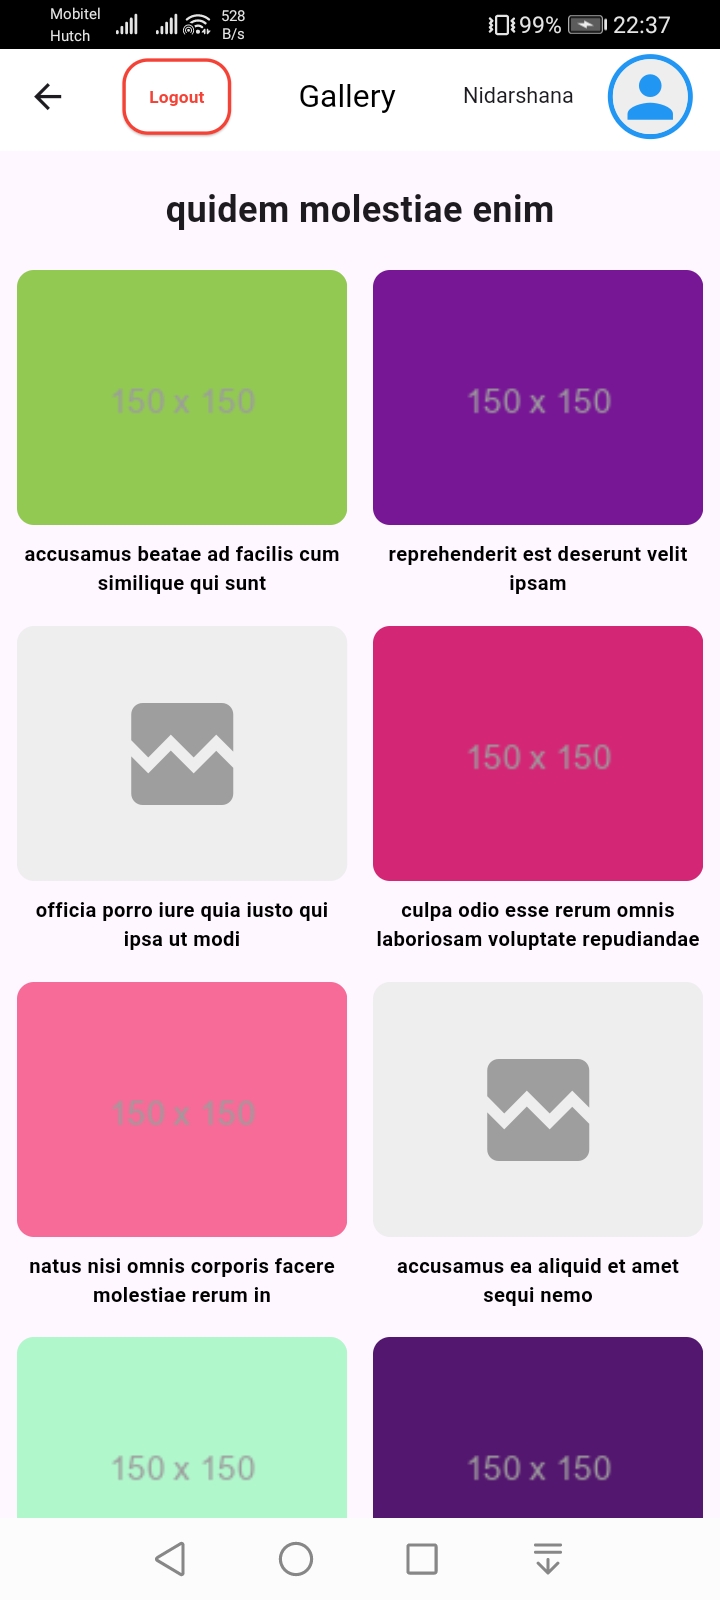 Mobitel
Hutch
528
B/s
99%
22:37
Logout
Gallery
Nidarshana
quidem molestiae enim
150 x 150
150 x 150
accusamus beatae ad facilis cum
similique qui sunt
reprehenderit est deserunt velit
ipsam
150 x 150
officia porro iure quia iusto qui
ipsa ut modi
culpa odio esse rerum omnis
laboriosam voluptate repudiandae
150 x 150
natus nisi omnis corporis facere
molestiae rerum in
accusamus ea aliquid et amet
sequi nemo
150 x 150
150 x 150